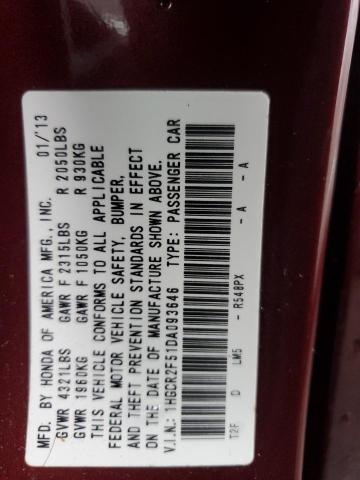 MFD. BY HONDA OF AMERICA MFG., INC. 01/'13
GVWR 4321LBS GAWR F 2315LBS R 2050LBS
GVWR 1960KG GAWR F 1050KG R 930KG
THIS VEHICLE CONFORMS TO ALL APPLICABLE
FEDERAL MOTOR VEHICLE SAFETY, BUMPER,
AND THEFT PREVENTION STANDARDS IN EFFECT
ON THE DATE OF MANUFACTURE SHOWN ABOVE.
V.I.N.: 1HGCR2F51DA093646 TYPE: PASSENGER CAR
T2F D LM5 - R548PX - A - A